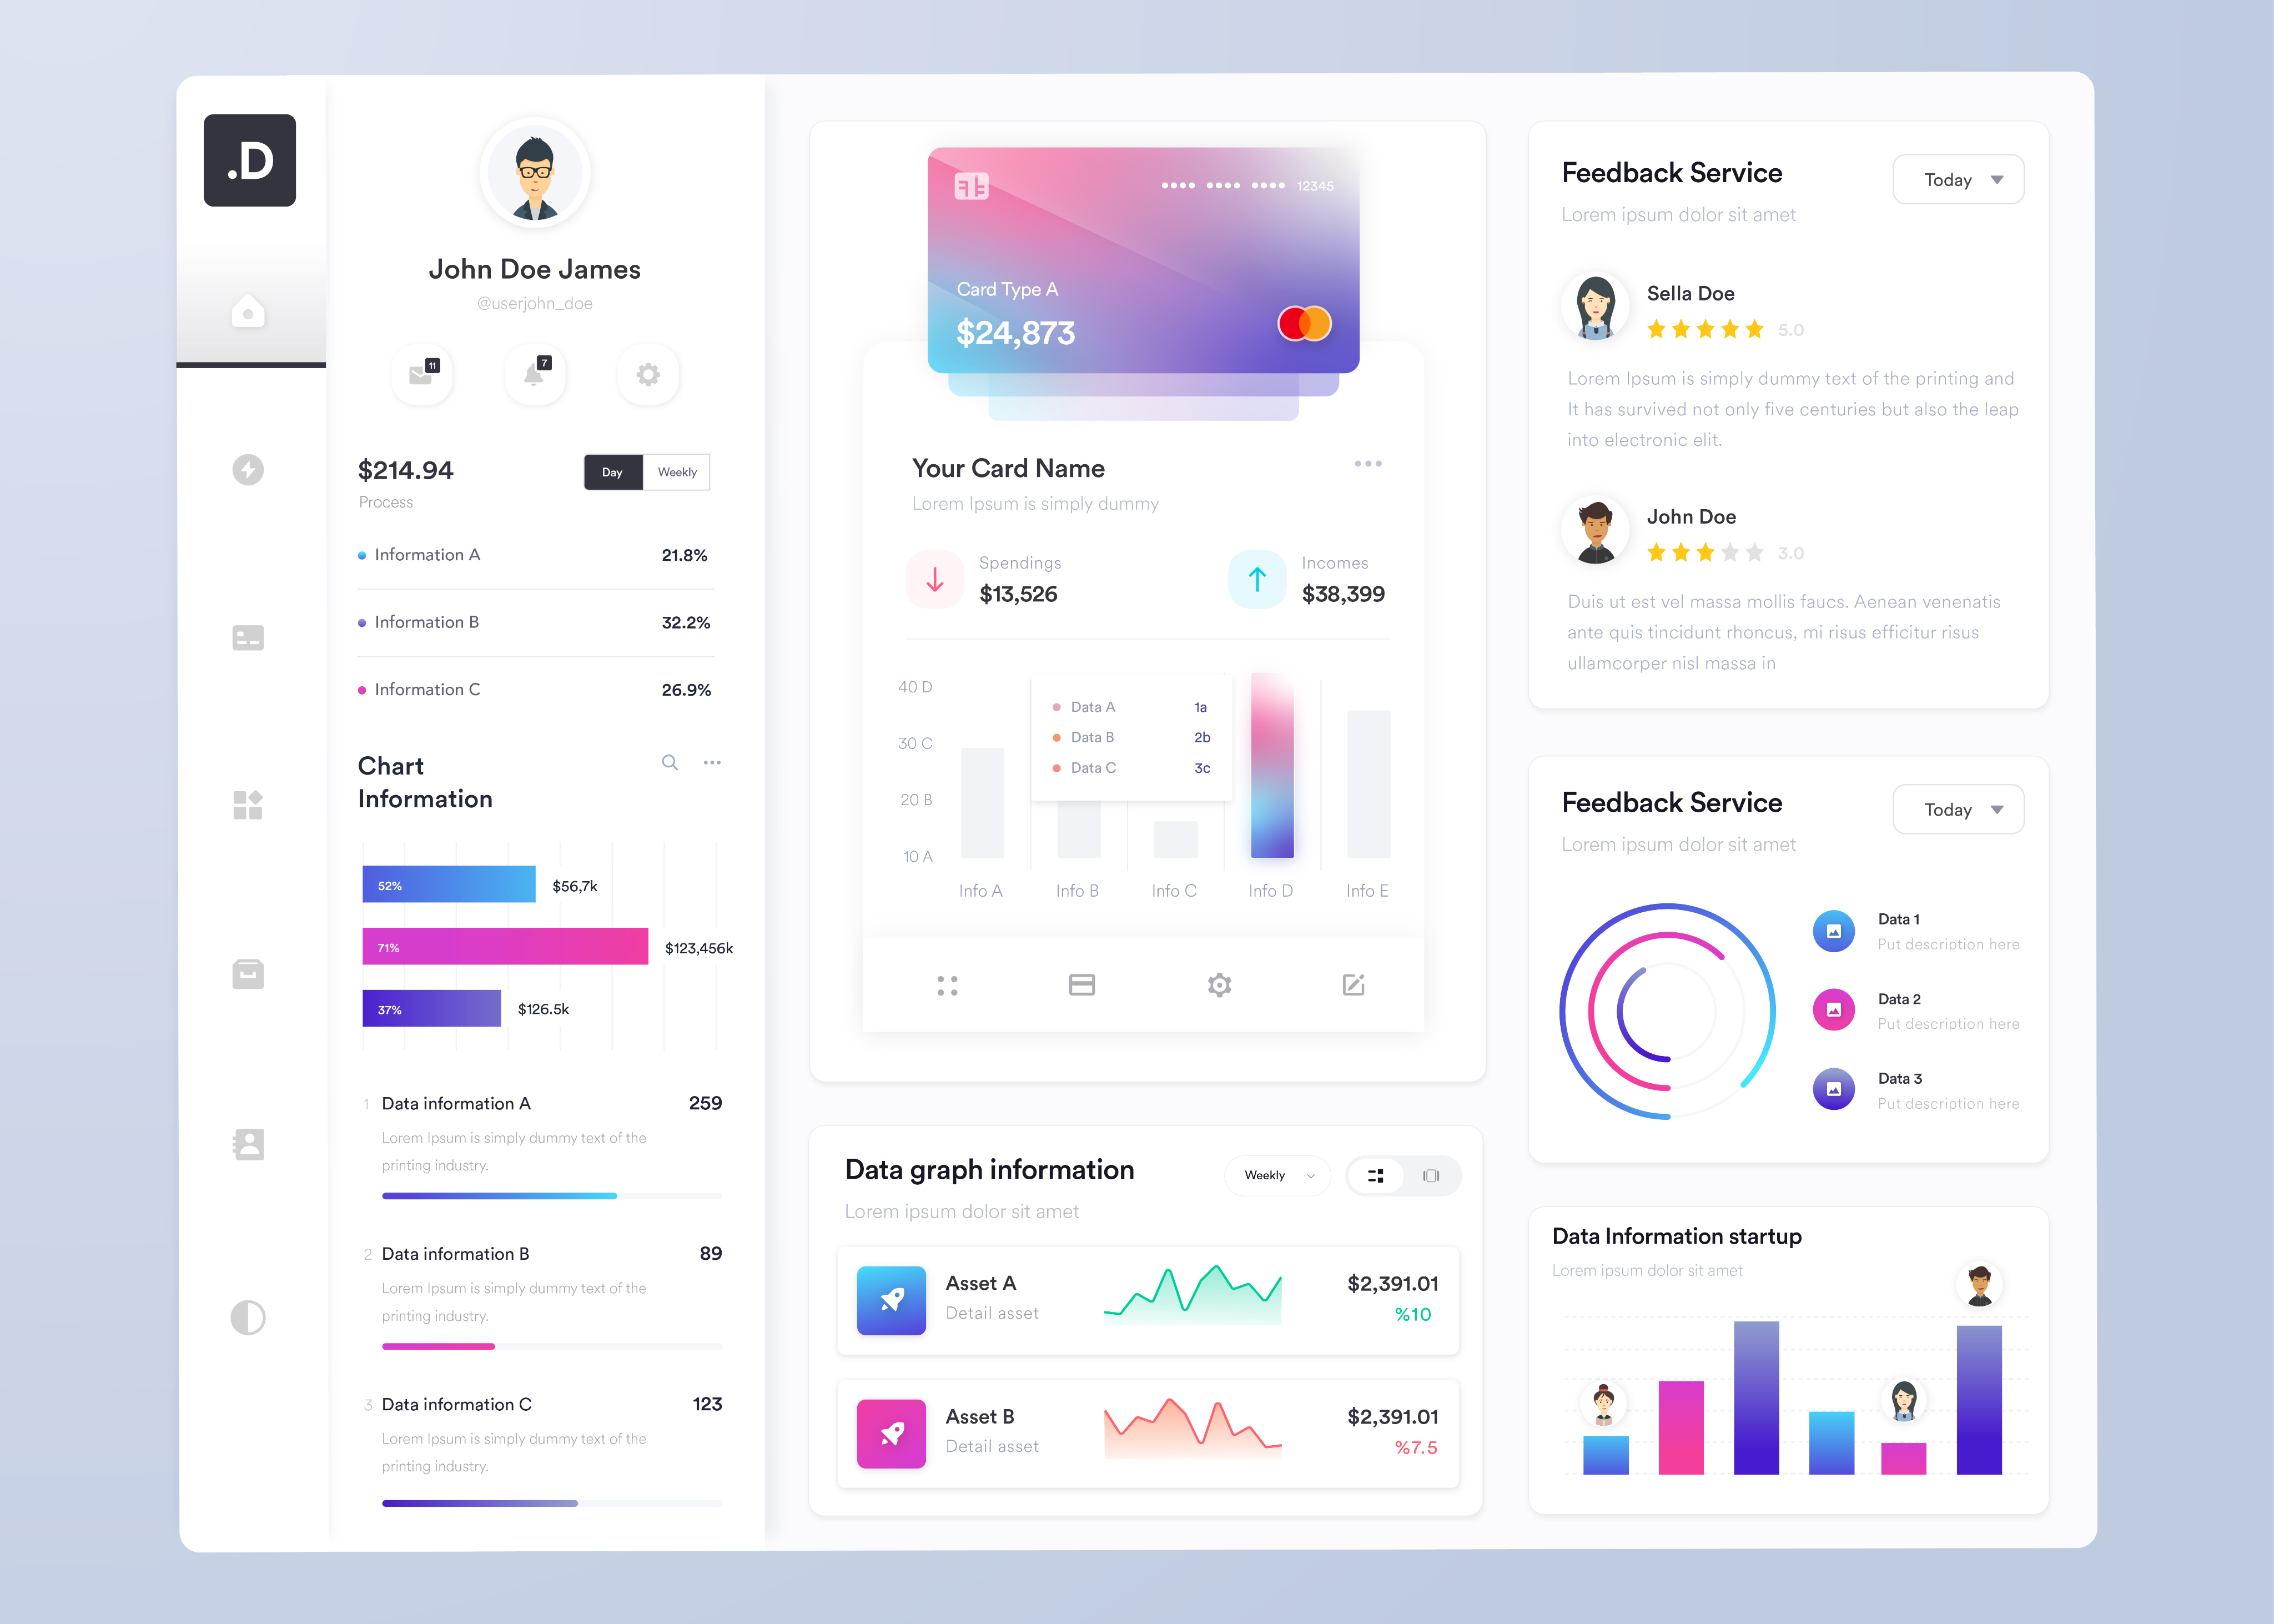 .D
John Doe James
@userjohn_doe
11
7
$214.94
Process
Day
Weekly
Information A
21.8%
Information B
32.2%
Information C
26.9%
Chart
Information
52%
$56,7k
71%
$123,456k
37%
$126.5k
1 Data information A 259
Lorem Ipsum is simply dummy text of the
printing industry.
2 Data information B 89
Lorem Ipsum is simply dummy text of the
printing industry.
3 Data information C 123
Lorem Ipsum is simply dummy text of the
printing industry.
12345
Card Type A
$24,873
Your Card Name
Lorem Ipsum is simply dummy
Spendings
$13,526
Incomes
$38,399
40 D
30 C
20 B
10 A
Data A 1a
Data B 2b
Data C 3c
Info A
Info B
Info C
Info D
Info E
Data graph information
Weekly
Lorem ipsum dolor sit amet
Asset A
Detail asset
$2,391.01
%10
Asset B
Detail asset
$2,391.01
%7.5
Feedback Service
Today
Lorem ipsum dolor sit amet
Sella Doe
5.0
Lorem Ipsum is simply dummy text of the printing and
It has survived not only five centuries but also the leap
into electronic elit.
John Doe
3.0
Duis ut est vel massa mollis faucs. Aenean venenatis
ante quis tincidunt rhoncus, mi risus efficitur risus
ullamcorper nisl massa in
Feedback Service
Today
Lorem ipsum dolor sit amet
Data 1
Put description here
Data 2
Put description here
Data 3
Put description here
Data Information startup
Lorem ipsum dolor sit amet